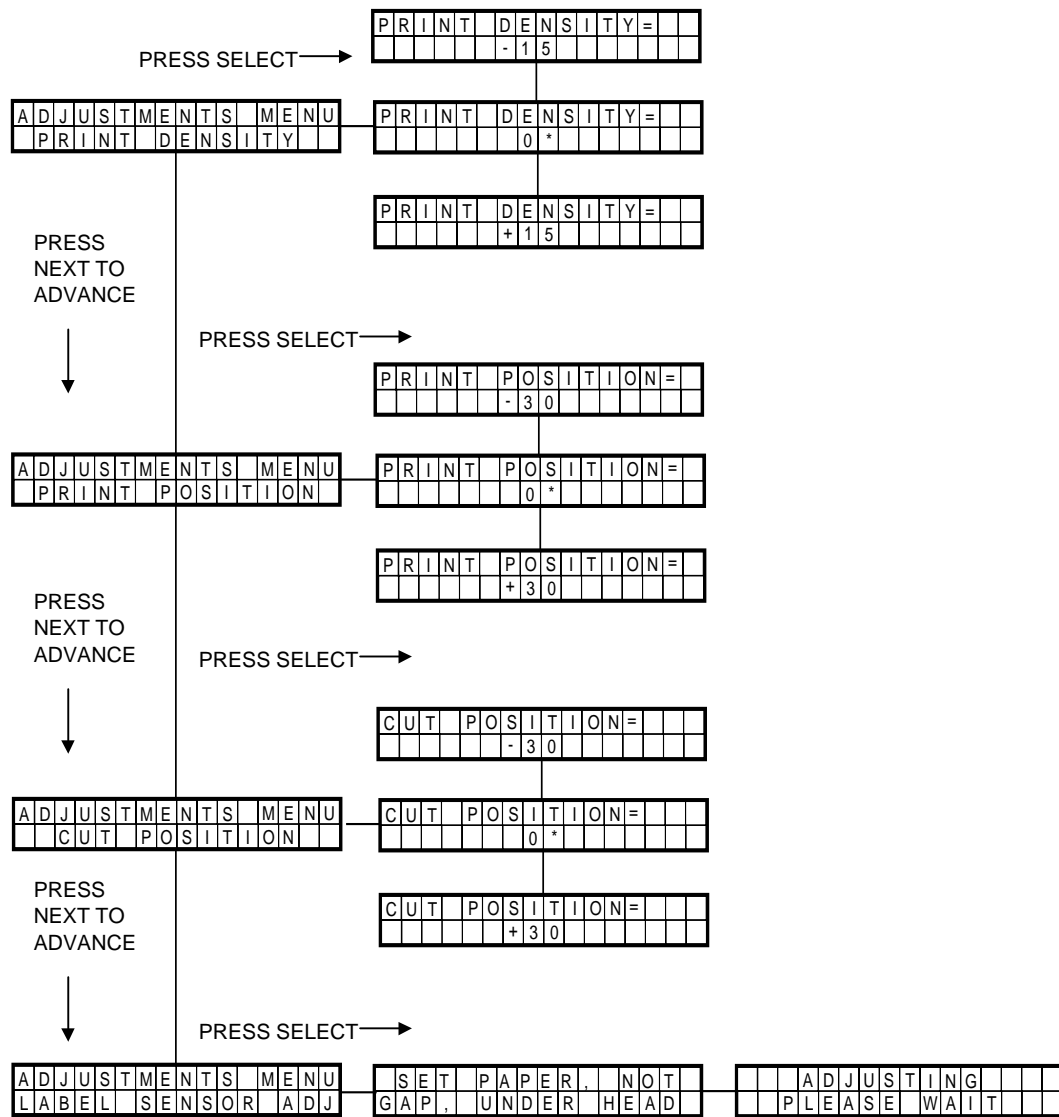 PRINT DENSITY=
-15
PRESS SELECT
ADJUSTMENTS MENU
PRINT DENSITY
PRINT DENSITY=
0*
PRINT DENSITY=
+15
PRESS
NEXT TO
ADVANCE
PRESS SELECT
PRINT POSITION=
-30
ADJUSTMENTS MENU
PRINT POSITION
PRINT POSITION=
0*
PRINT POSITION=
+30
PRESS
NEXT TO
ADVANCE
PRESS SELECT
CUT POSITION=
-30
ADJUSTMENTS MENU
CUT POSITION
CUT POSITION=
0*
CUT POSITION=
+30
PRESS
NEXT TO
ADVANCE
PRESS SELECT
ADJUSTMENTS MENU
LABEL SENSOR ADJ
SET PAPER, NOT
GAP, UNDER HEAD
ADJUSTING
PLEASE WAIT